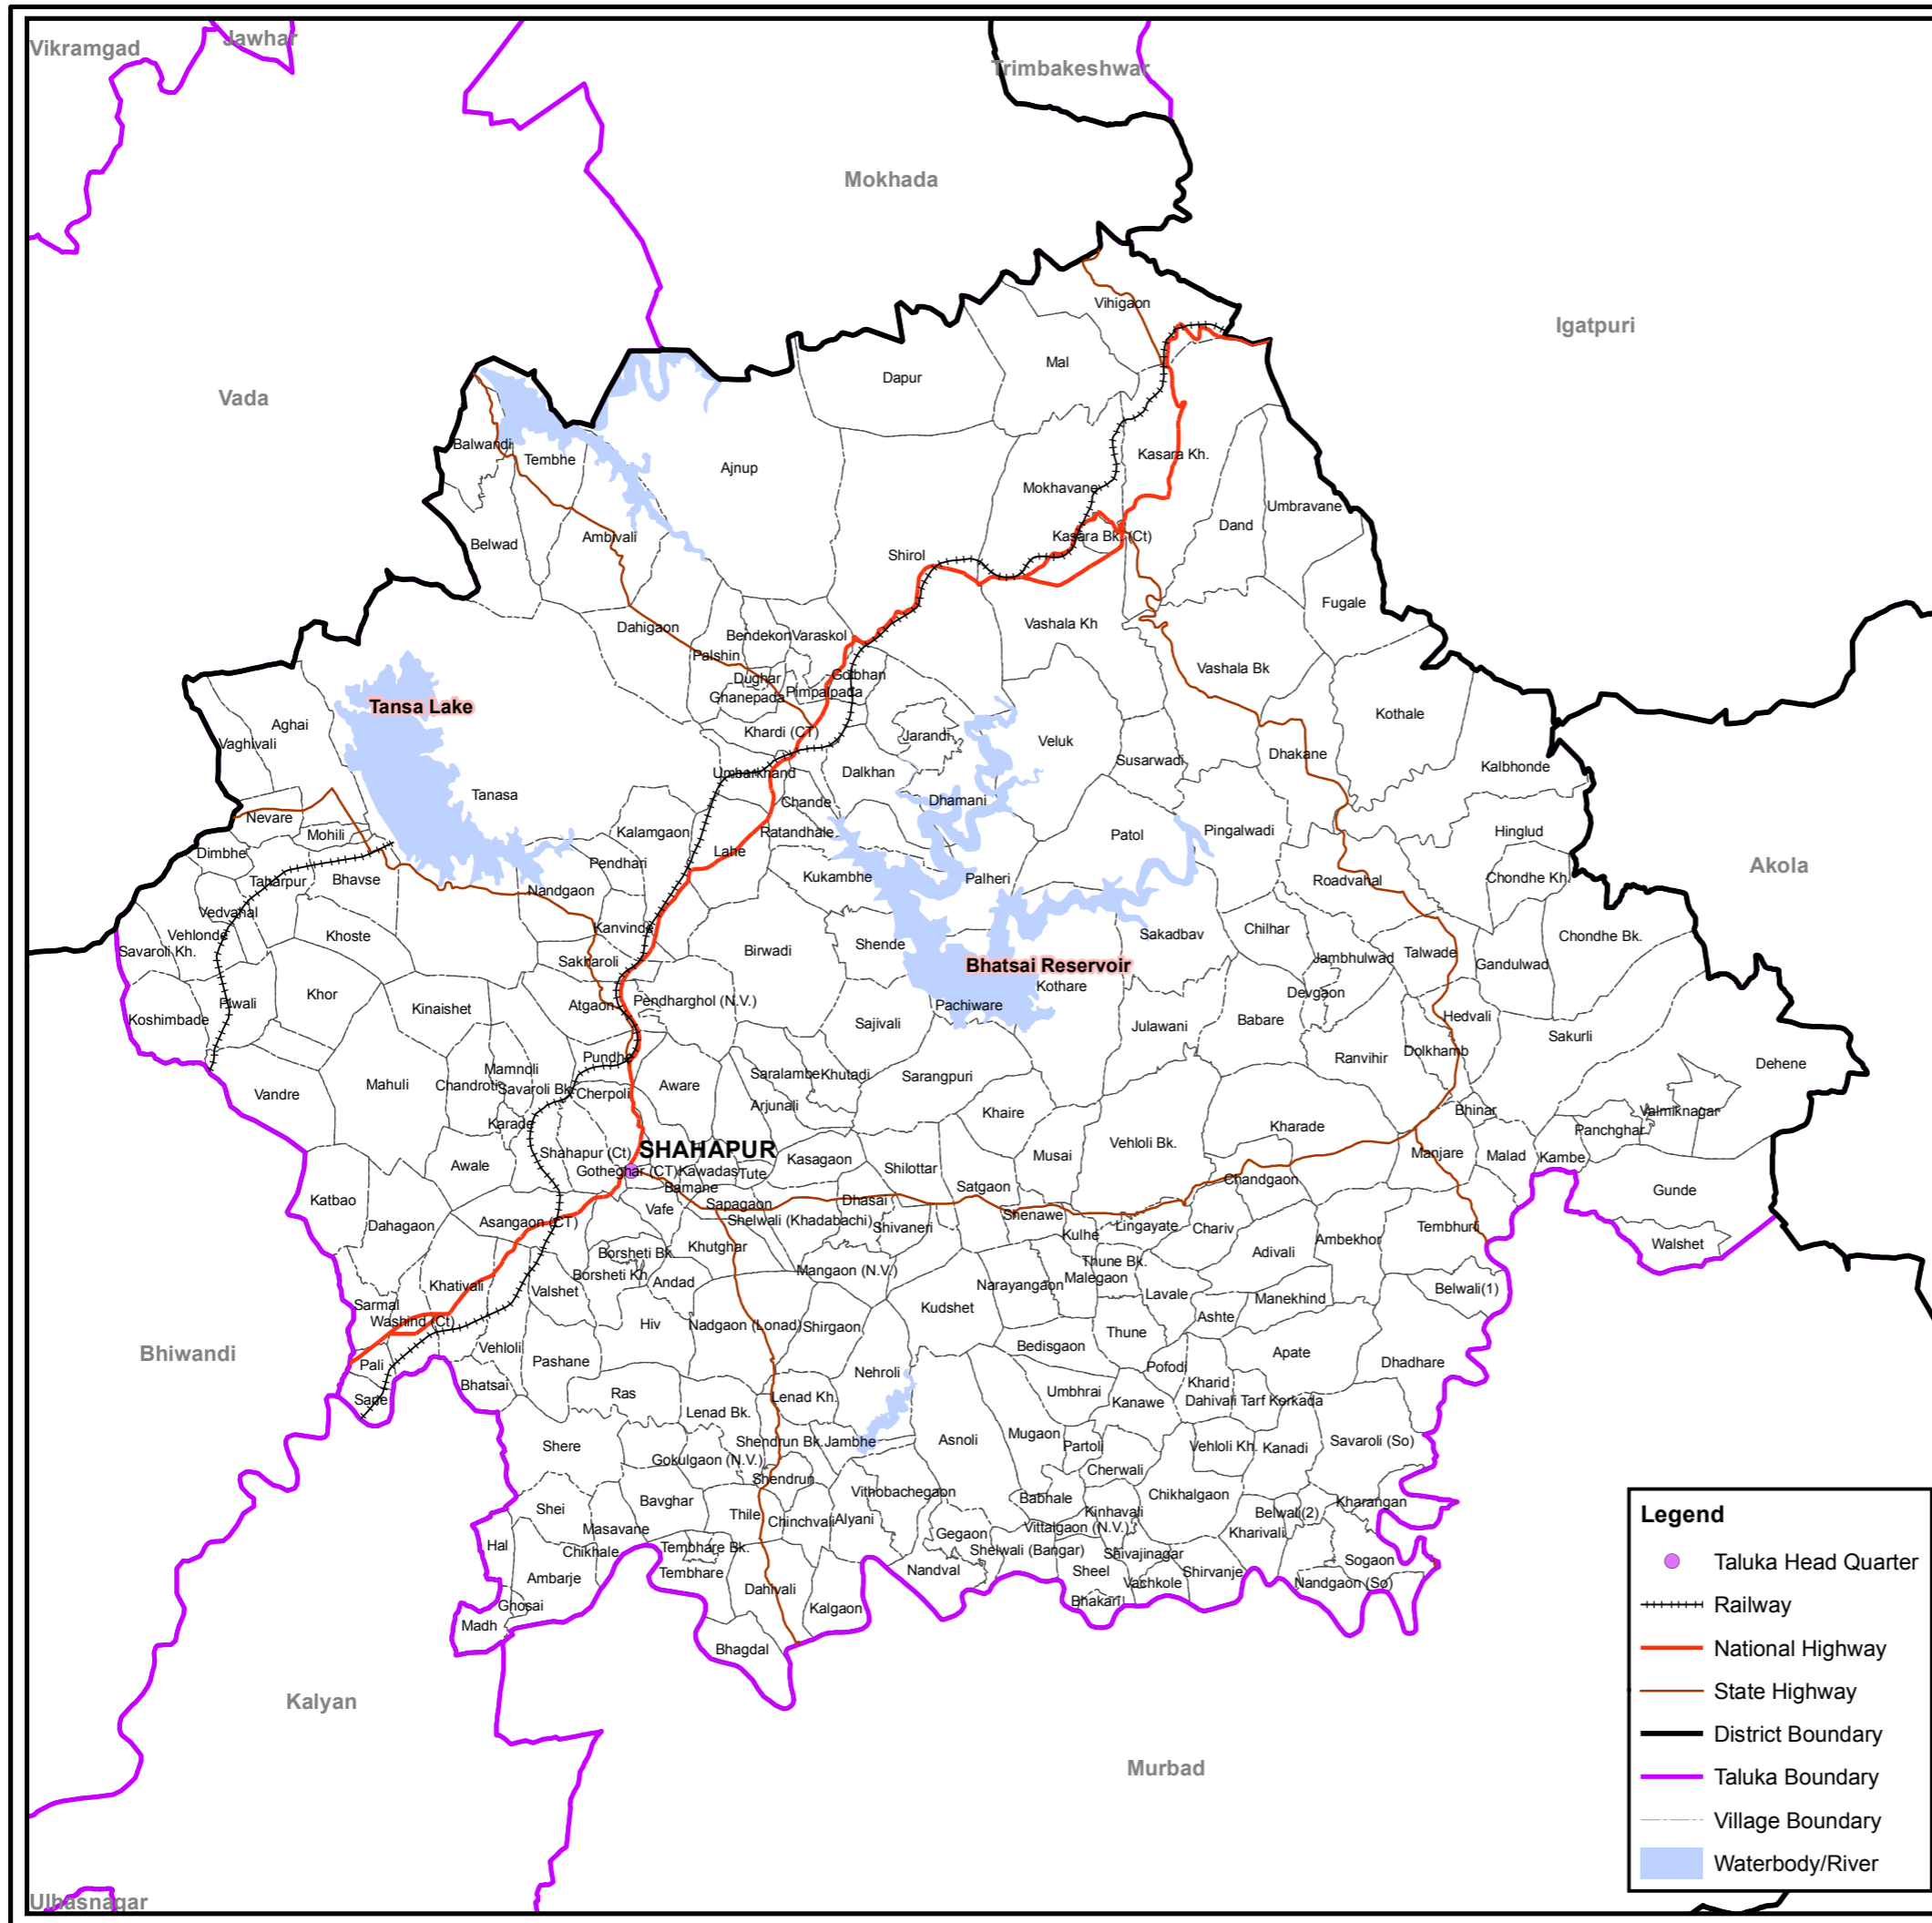 Vikramgad
Jawhar
Trimbakeshwar
Mokhada
Igatpuri
Vada
Akola
Bhiwandi
Kalyan
Murbad
Ulhasnagar
Vihigaon
Mal
Dapur
Balwandi
Tembhe
Ajnup
Kasara Kh.
Mokhavane
Umbravane
Dand
Belwad
Ambivali
Shirol
Kasara Bk. (Ct)
Fugale
Dahigaon
Bendekon
Varaskol
Vashala Kh
Palshin
Vashala Bk
Dughar
Golbhan
Ghanepada
Pimpalpada
Tansa Lake
Kothale
Aghai
Vaghivali
Khardi (CT)
Jarandi
Veluk
Susarwadi
Dhakane
Kalbhonde
Umbarkhand
Dalkhan
Tanasa
Chande
Dhamani
Nevare
Mohili
Kalamgaon
Ratandhale
Patol
Pingalwadi
Hinglud
Dimbhe
Lahe
Pendhari
Taharpur
Bhavse
Nandgaon
Kukambhe
Palheri
Roadvahal
Chondhe Kh.
Vedvahal
Vehlonde
Khoste
Kanvinde
Savaroli Kh.
Birwadi
Shende
Sakadbav
Chilhar
Chondhe Bk.
Sakharoli
Bhatsai Reservoir
Jambhulwad
Talwade
Gandulwad
Khor
Kinaishet
Atgaon
Pendharghol (N.V.)
Kothare
Devgaon
Koshimbade
Pachiware
Babare
Hedvali
Sajivali
Julawani
Sakurli
Pundhe
Ranvihir
Dolkhamb
Dehene
Vandre
Mahuli
Mamnoli
Chandroti
Savaroli Bk.
Cherpoli
Aware
Saralambe
Khutadi
Sarangpuri
Arjunali
Khaire
Bhinar
Valmiknagar
Karade
Kharade
Panchghar
SHAHAPUR
Shahapur (Ct)
Vehloli Bk.
Musai
Manjare
Malad
Kambe
Awale
Gotheghar (CT)
Kawadas
Tute
Kasagaon
Shilottar
Chandgaon
Gunde
Katbao
Bamane
Satgaon
Sapagaon
Dhasai
Dahagaon
Asangaon (CT)
Vafe
Shelwali (Khadabachi)
Shivaneri
Shenawe
Kulhe
Lingayate
Chariv
Ambekhor
Tembhurli
Walshet
Borsheti Bk.
Khutghar
Adivali
Borsheti Kh.
Andad
Mangaon (N.V.)
Thune Bk.
Malegaon
Narayangaon
Khativali
Valshet
Lavale
Manekhind
Belwali(1)
Sarmal
Washind (Ct)
Hiv
Nadgaon (Lonad)
Shirgaon
Kudshet
Ashte
Vehloli
Bedisgaon
Thune
Apate
Pali
Pashane
Nehroli
Pofodi
Dhadhare
Sane
Bhatsai
Ras
Lenad Kh.
Umbhrai
Kanawe
Kharid
Dahivali Tarf Korkada
Lenad Bk.
Mugaon
Shere
Shendrun Bk.
Jambhe
Asnoli
Partoli
Vehloli Kh.
Kanadi
Savaroli (So)
Gokulgaon (N.V.)
Shendrun
Cherwali
Vithobachegaon
Bavghar
Babhale
Chikhalgaon
Kharangan
Shei
Thile
Chinchvali
Alyani
Kinhavali
Belwali(2)
Masavane
Gegaon
Vittalgaon (N.V.)
Kharivali
Hal
Chikhale
Tembhare Bk.
Shelwali (Bangar)
Shivajinagar
Sogaon
Ambarje
Tembhare
Nandval
Sheel
Vachkole
Shirvanje
Nandgaon (So)
Ghosai
Dahivali
Kalgaon
Bhakari
Madh
Bhagdal
Legend
Taluka Head Quarter
Railway
National Highway
State Highway
District Boundary
Taluka Boundary
Village Boundary
Waterbody/River